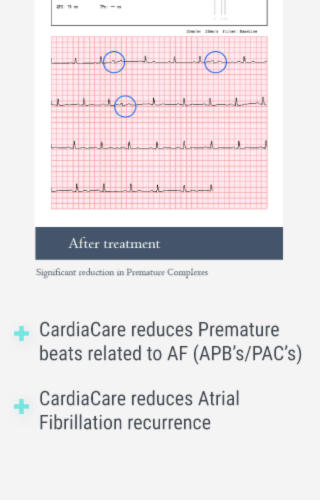 After treatment
Significant reduction in Premature Complexes
CardiaCare reduces Premature
beats related to AF (APB's/PAC's)
CardiaCare reduces Atrial
Fibrillation recurrence